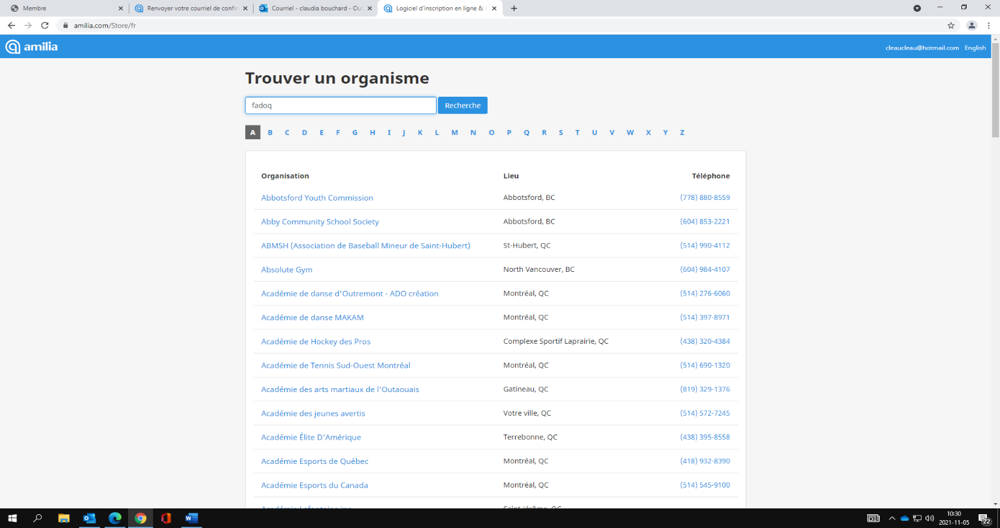 Membre
Renvoyer votre courriel de confir
Courriel - claudia bouchard - Out
Logiciel d'inscription en ligne &
amilia.com/Store/fr
amilia
cleaucleau@hotmail.com English
Trouver un organisme
fadoq
Recherche
A B C D E F G H I J K L M N O P Q R S T U V W X Y Z
Organisation Lieu Téléphone
Abbotsford Youth Commission Abbotsford, BC (778) 880-8559
Abby Community School Society Abbotsford, BC (604) 853-2221
ABMSH (Association de Baseball Mineur de Saint-Hubert) St-Hubert, QC (514) 990-4112
Absolute Gym North Vancouver, BC (604) 984-4107
Académie de danse d'Outremont - ADO création Montréal, QC (514) 276-6060
Académie de danse MAKAM Montréal, QC (514) 397-8971
Académie de Hockey des Pros Complexe Sportif Laprairie, QC (438) 320-4384
Académie de Tennis Sud-Ouest Montréal Montréal, QC (514) 690-1320
Académie des arts martiaux de l'Outaouais Gatineau, QC (819) 329-1376
Académie des jeunes avertis Votre ville, QC (514) 572-7245
Académie Élite D'Amérique Terrebonne, QC (438) 395-8558
Académie Esports de Québec Montréal, QC (418) 932-8390
Académie Esports du Canada Montréal, QC (514) 545-9100
Académie Lafontaine inc. Saint-Jérôme, QC
10:30
2021-11-05
22